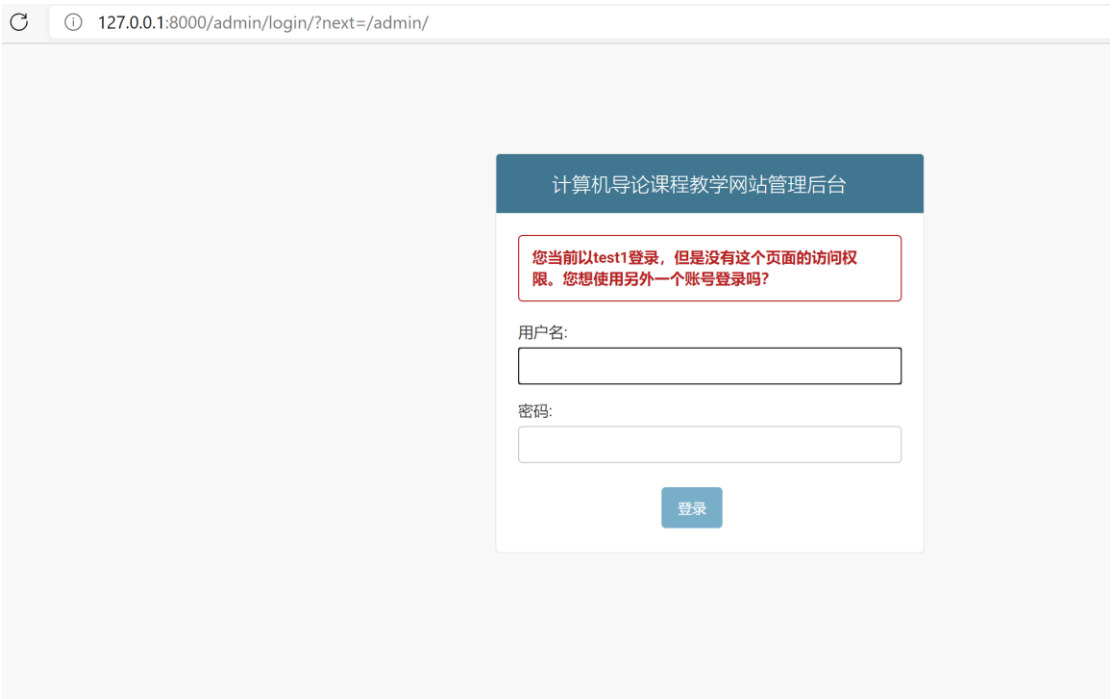 127.0.0.1:8000/admin/login/?next=/admin/
计算机导论课程教学网站管理后台
您当前以test1登录，但是没有这个页面的访问权
限。您想使用另外一个账号登录吗？
用户名:
密码:
登录